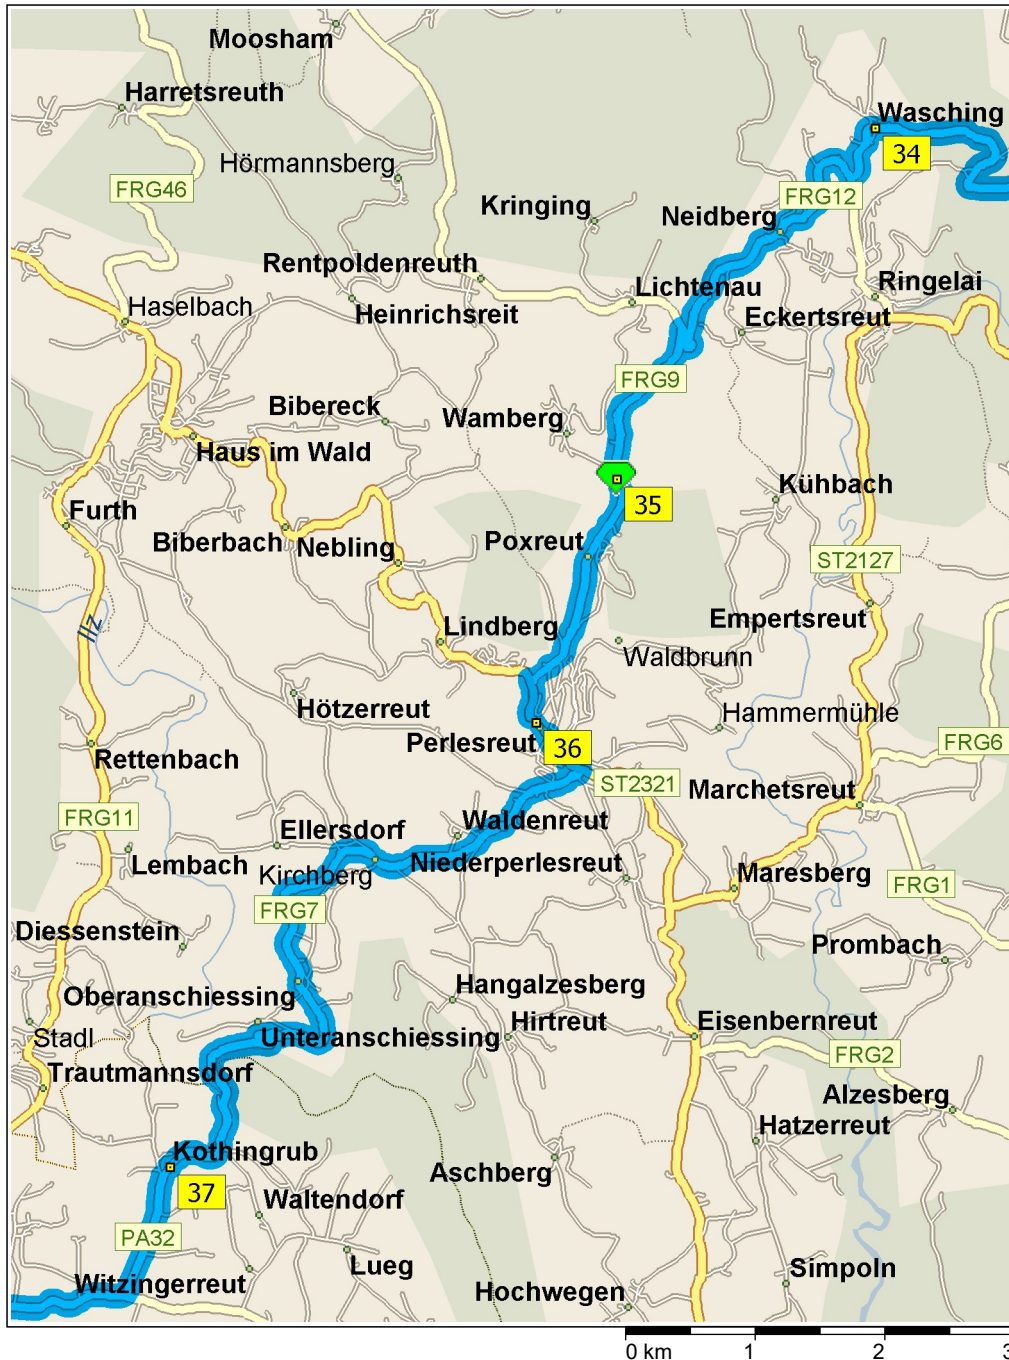 Moosham
Harretsreuth
Wasching
34
Hörmannsberg
FRG46
FRG12
Kringing
Neidberg
Rentpoldenreuth
Lichtenau
Ringelai
Haselbach
Heinrichsreit
Eckertsreut
FRG9
Bibereck
Wamberg
Haus im Wald
Kühbach
35
Furth
Biberbach
Nebling
Poxreut
ST2127
Ilz
Lindberg
Empertsreut
Waldbrunn
Hötzerreut
Hammermühle
Perlesreut
36
FRG6
Rettenbach
ST2321
Marchetsreut
FRG11
Ellersdorf
Waldenreut
Lembach
Kirchberg
Niederperlesreut
Maresberg
FRG1
FRG7
Diessenstein
Prombach
Oberanschiessing
Hangalzesberg
Stadl
Unteranschiessing
Hirtreut
Eisenbernreut
FRG2
Trautmannsdorf
Alzesberg
Hatzerreut
Kothingrub
Aschberg
37
Waltendorf
PA32
Lueg
Simpoln
Witzingerreut
Hochwegen
0 km 1 2 3